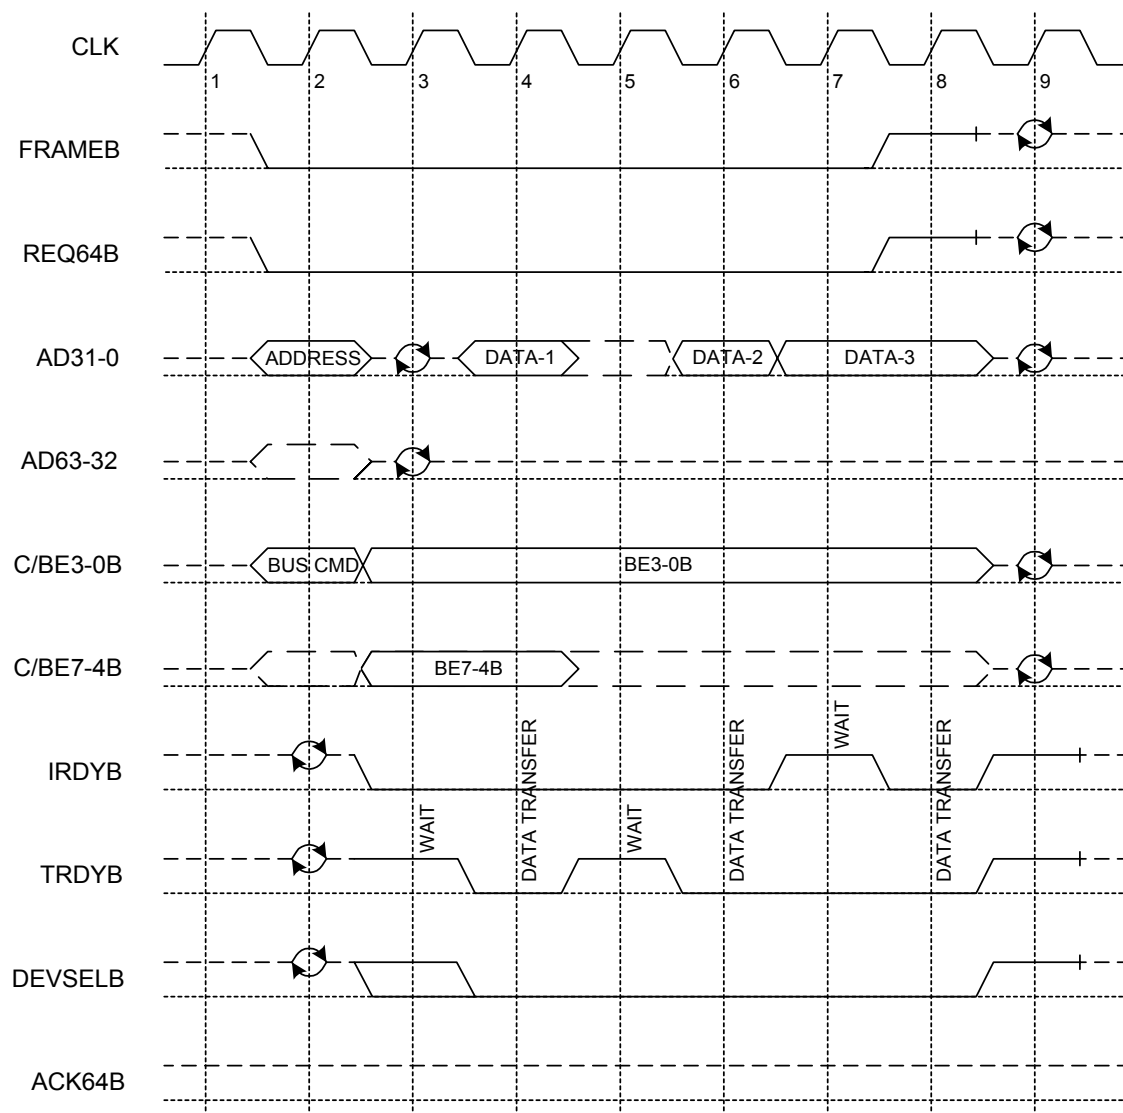 CLK
1 2 3 4 5 6 7 8 9
FRAMEB
REQ64B
AD31-0 ADDRESS DATA-1 DATA-2 DATA-3
AD63-32
C/BE3-0B BUS CMD BE3-0B
C/BE7-4B BE7-4B
IRDYB
WAIT
DATA TRANSFER
WAIT
DATA TRANSFER
WAIT
DATA TRANSFER
TRDYB
DEVSELB
ACK64B